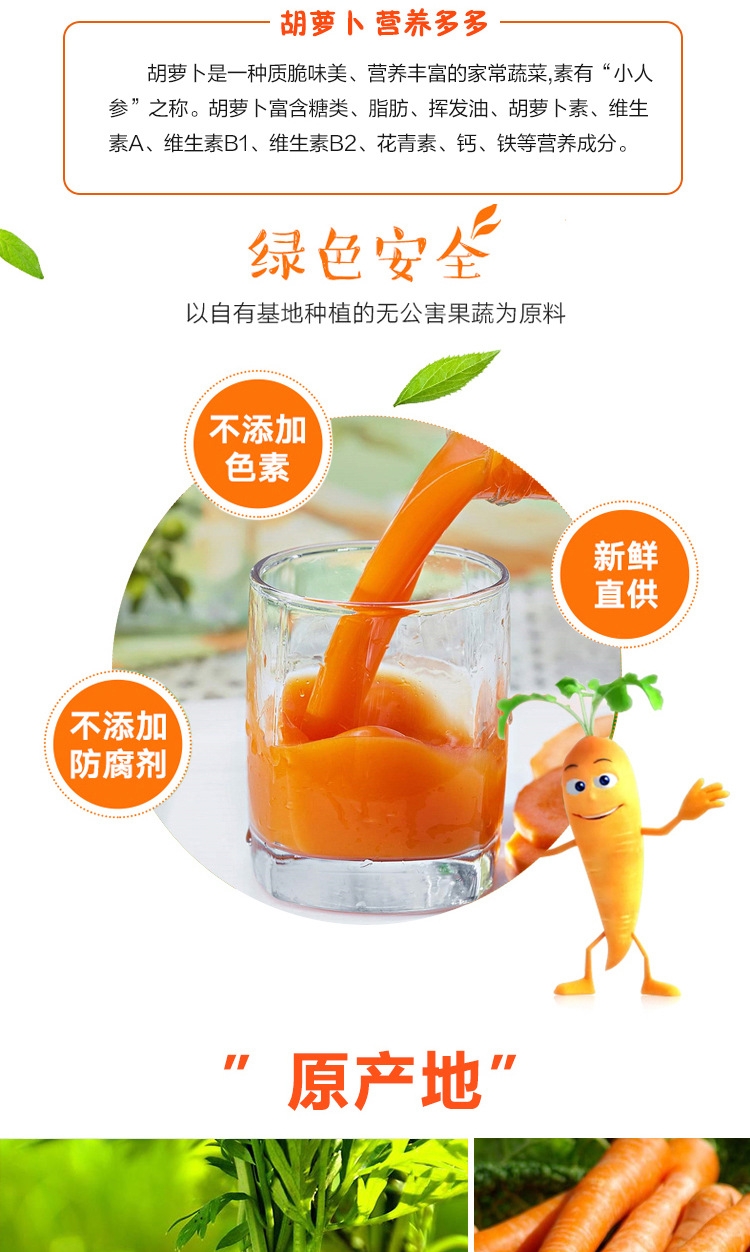 胡萝卜 营养多多
胡萝卜是一种质脆味美、营养丰富的家常蔬菜,素有“小人
参”之称。胡萝卜富含糖类、脂肪、挥发油、胡萝卜素、维生
素A、维生素B1、维生素B2、花青素、钙、铁等营养成分。
绿色安全
以自有基地种植的无公害果蔬为原料
不添加
色素
新鲜
直供
不添加
防腐剂
”原产地”